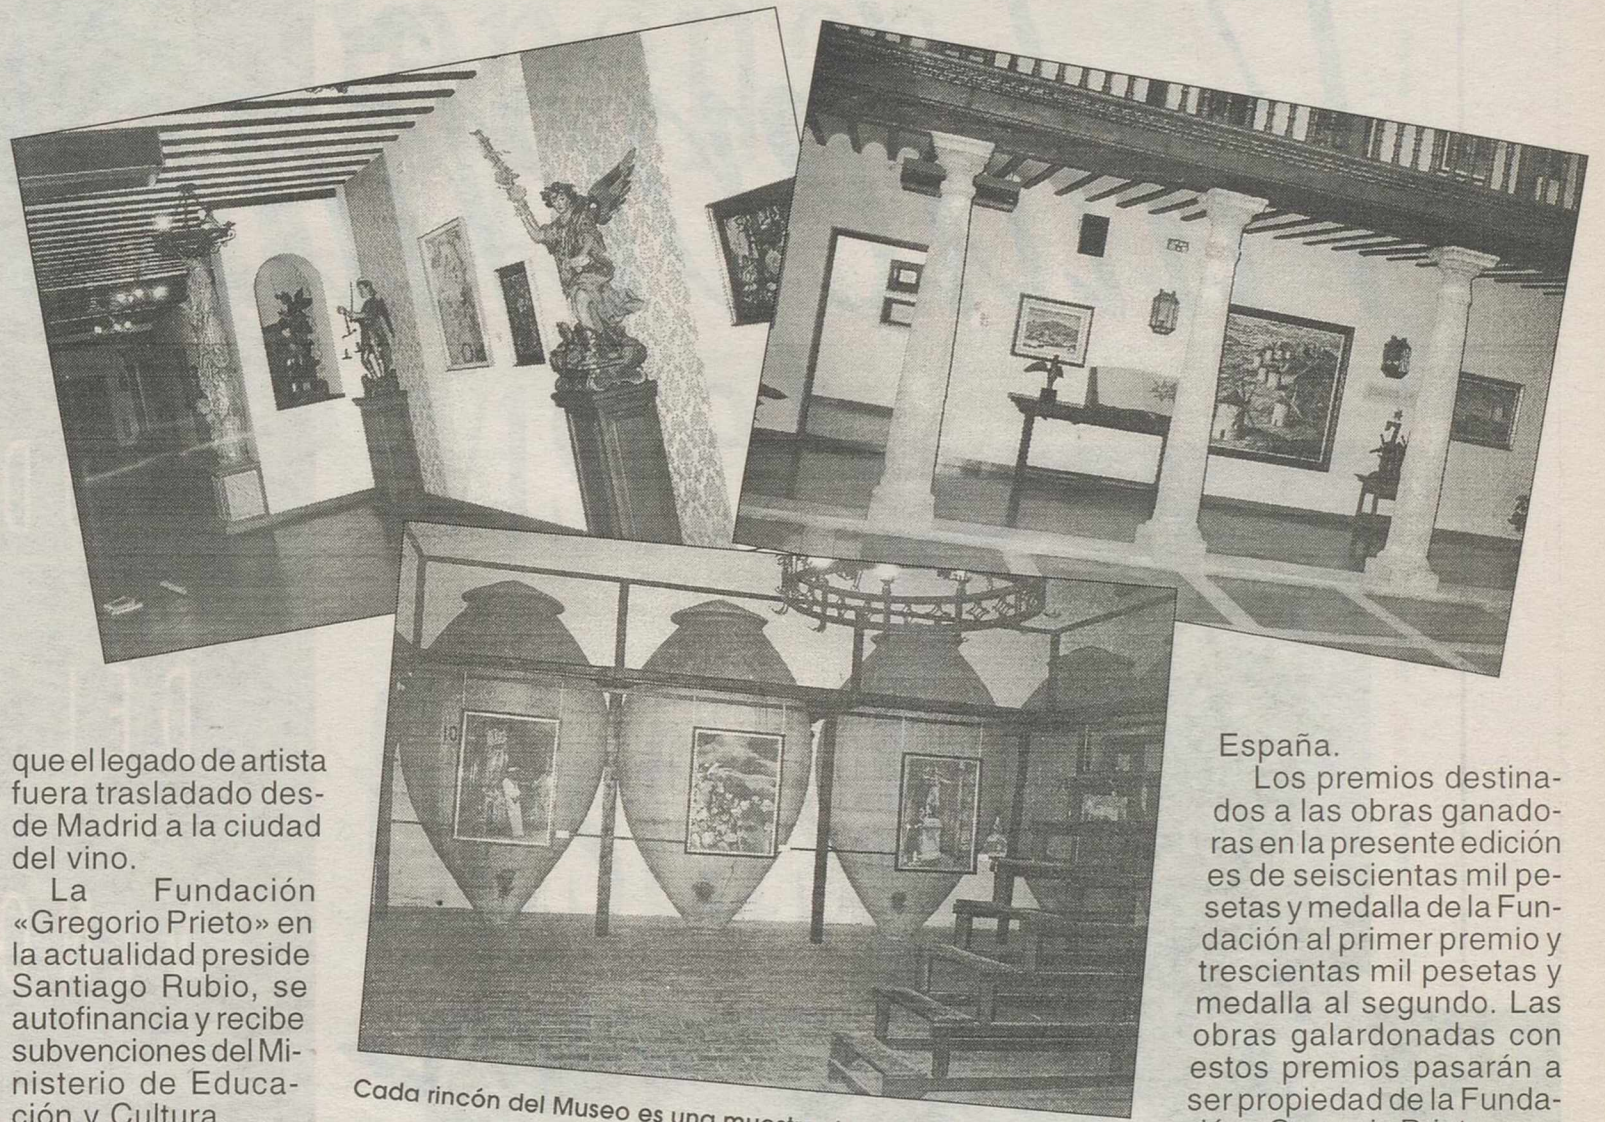 que el legado de artista
fuera trasladado des-
de Madrid a la ciudad
del vino.
La Fundación
«Gregorio Prieto» en
la actualidad preside
Santiago Rubio, se
autofinancia y recibe
subvenciones del Mi-
nisterio de Educa-
ción y Cultura
Cada rincón del Museo es una
España.
Los premios destina-
dos a las obras ganado-
ras en la presente edición
es de seiscientas mil pe-
setas y medalla de la Fun-
dación al primer premio y
trescientas mil pesetas y
medalla al segundo. Las
obras galardonadas con
estos premios pasarán a
ser propiedad de la Funda-